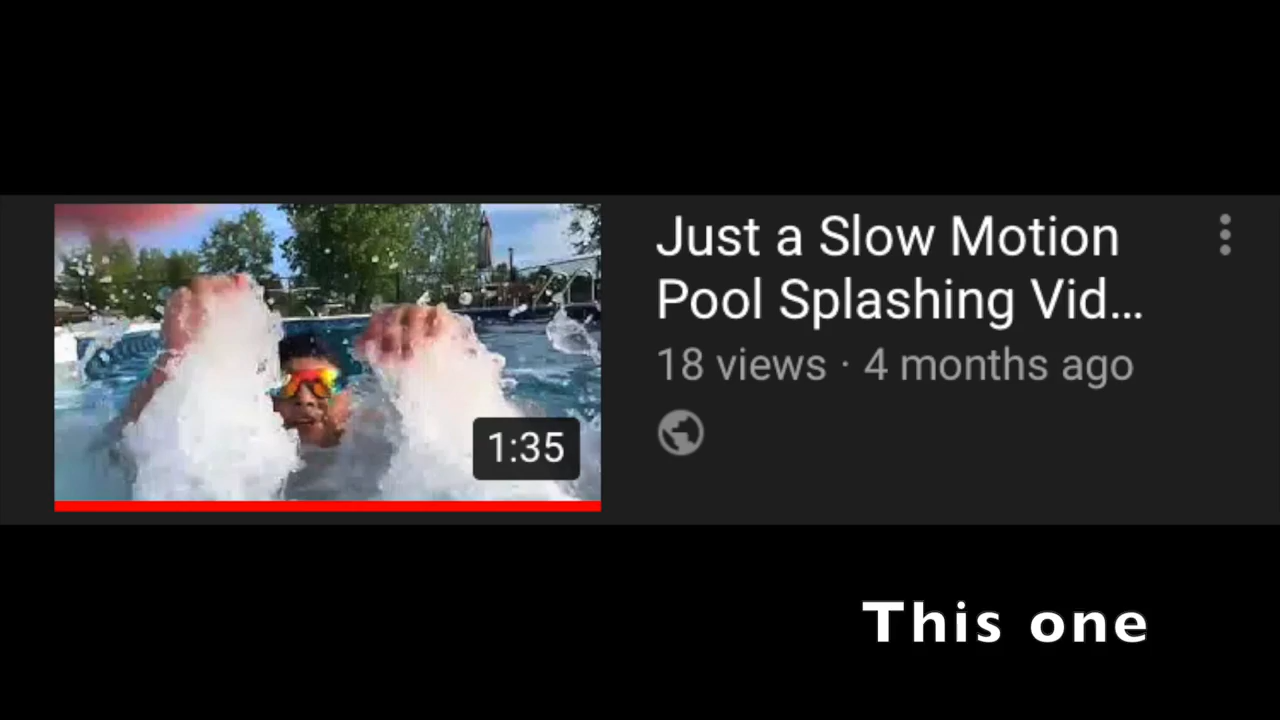 Just a Slow Motion
Pool Splashing Vid...
18 views · 4 months ago
1:35
This one